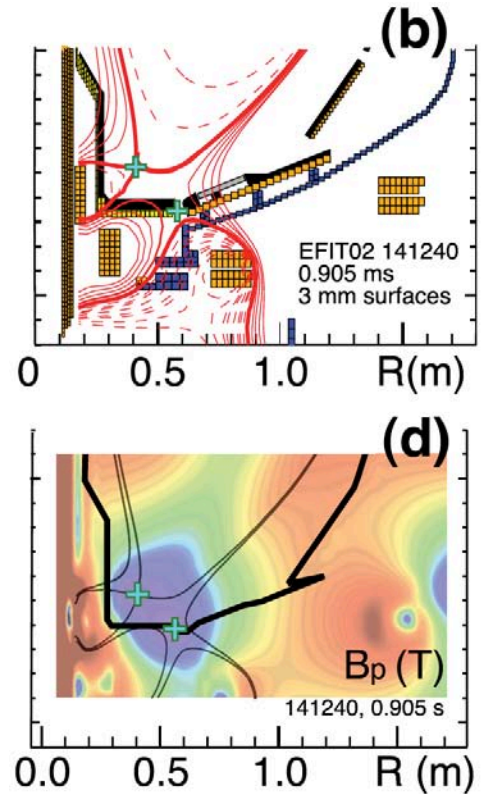 (b)
EFIT02 141240
0.905 ms
3 mm surfaces
0 0.5 1.0 R(m)
(d)
Bp (T)
141240, 0.905 s
0.0 0.5 1.0 R (m)